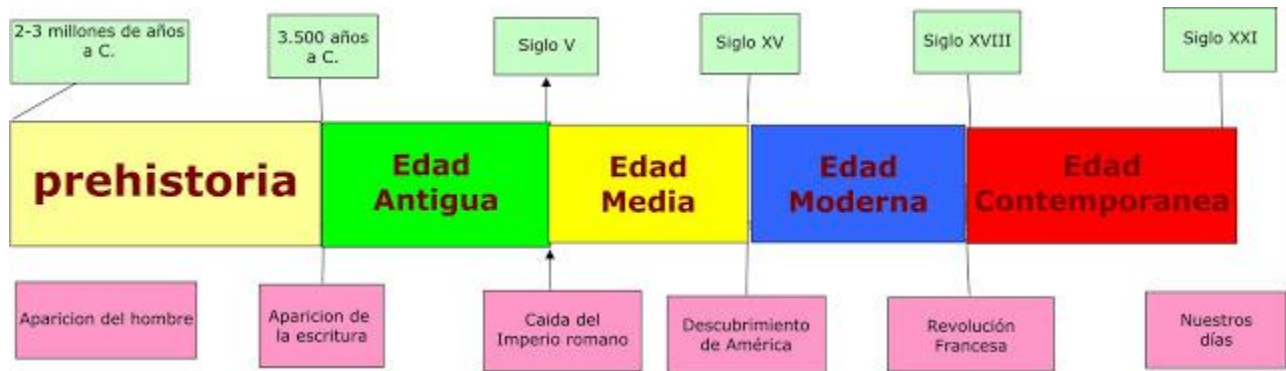 2-3 millones de años
a C.
3.500 años
a C.
Siglo V
Siglo XV
Siglo XVIII
Siglo XXI
prehistoria
Edad
Antigua
Edad
Media
Edad
Moderna
Edad
Contemporanea
Aparicion del hombre
Aparicion de
la escritura
Caida del
Imperio romano
Descubrimiento
de América
Revolución
Francesa
Nuestros
días